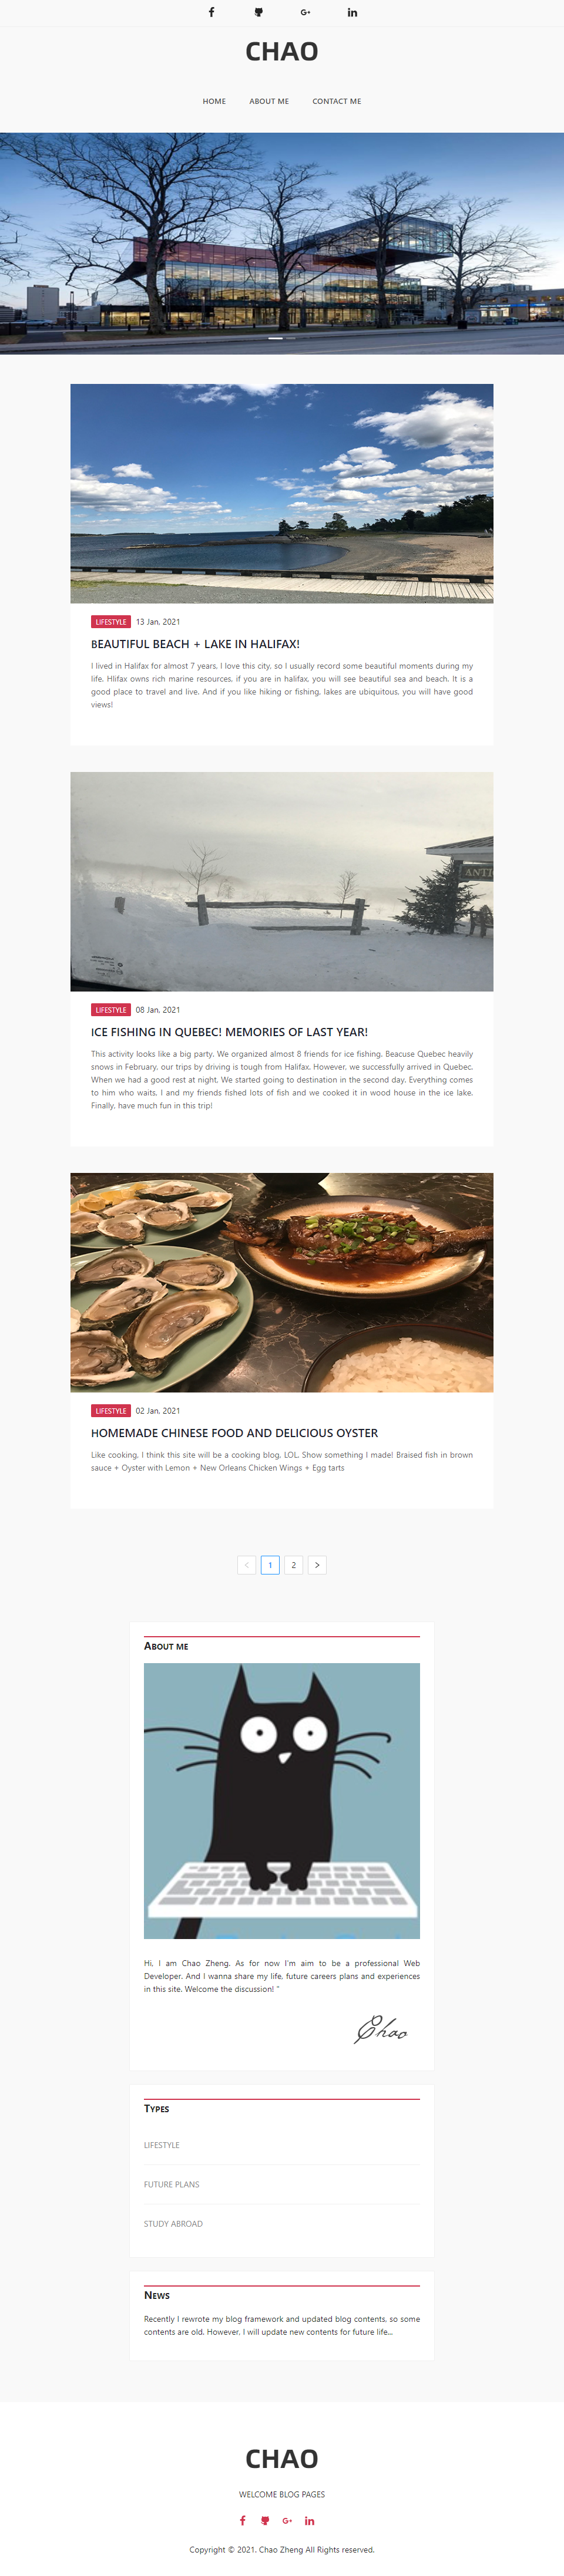 CHAO
HOME ABOUT ME CONTACT ME
LIFESTYLE 13 Jan, 2021
BEAUTIFUL BEACH + LAKE IN HALIFAX!
I lived in Halifax for almost 7 years, I love this city, so I usually record some beautiful moments during my
life. Hlifax owns rich marine resources, if you are in halifax, you will see beautiful sea and beach. It is a
good place to travel and live. And if you like hiking or fishing, lakes are ubiquitous, you will have good
views!
ANTI
LIFESTYLE 08 Jan, 2021
ICE FISHING IN QUEBEC! MEMORIES OF LAST YEAR!
This activity looks like a big party. We organized almost 8 friends for ice fishing. Beacuse Quebec heavily
snows in February, our trips by driving is tough from Halifax. However, we successfully arrived in Quebec.
When we had a good rest at night, We started going to destination in the second day. Everything comes
to him who waits, I and my friends fished lots of fish and we cooked it in wood house in the ice lake.
Finally, have much fun in this trip!
LIFESTYLE 02 Jan, 2021
HOMEMADE CHINESE FOOD AND DELICIOUS OYSTER
Like cooking, I think this site will be a cooking blog, LOL. Show something I made! Braised fish in brown
sauce + Oyster with Lemon + New Orleans Chicken Wings + Egg tarts
< 1 2 >
ABOUT ME
Hi, I am Chao Zheng. As for now I'm aim to be a professional Web
Developer. And I wanna share my life, future careers plans and experiences
in this site. Welcome the discussion! "
Chao
TYPES
LIFESTYLE
FUTURE PLANS
STUDY ABROAD
NEWS
Recently I rewrote my blog framework and updated blog contents, so some
contents are old. However, I will update new contents for future life...
CHAO
WELCOME BLOG PAGES
Copyright © 2021. Chao Zheng All Rights reserved.